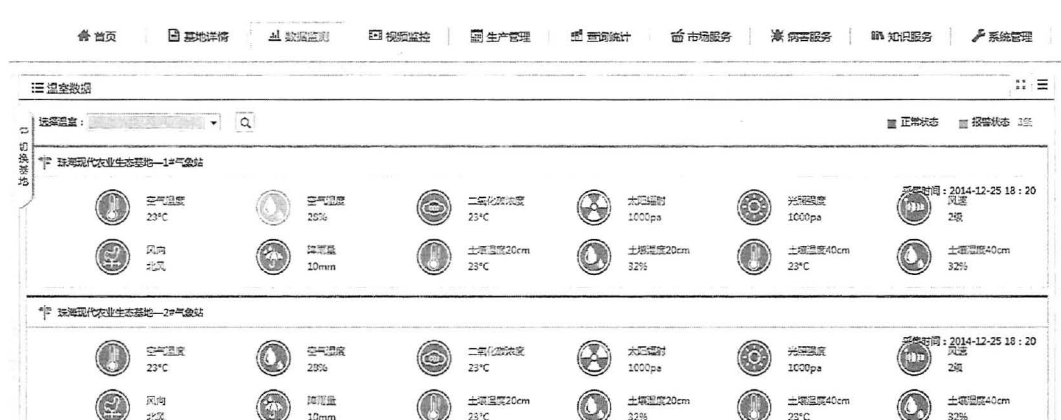 首页 基地详情 数据监测 视频监控 生产管理 查询统计 市场服务 病害服务 知识服务 系统管理
温室数据
选择温室: 正常状态 报警状态
切换基地
珠海现代农业生态基地—1#气象站
采集时间:2014-12-25 18:20
空气温度 空气湿度 二氧化碳浓度 太阳辐射 光照强度 风速
23°C 28% 23°C 1000pa 1000pa 2级
风向 降雨量 土壤温度20cm 土壤湿度20cm 土壤温度40cm 土壤湿度40cm
北风 10mm 23°C 32% 23°C 32%
珠海现代农业生态基地—2#气象站
采集时间:2014-12-25 18:20
空气温度 空气湿度 二氧化碳浓度 太阳辐射 光照强度 风速
23°C 28% 23°C 1000pa 1000pa 2级
风向 降雨量 土壤温度20cm 土壤湿度20cm 土壤温度40cm 土壤湿度40cm
北风 10mm 23°C 32% 23°C 32%